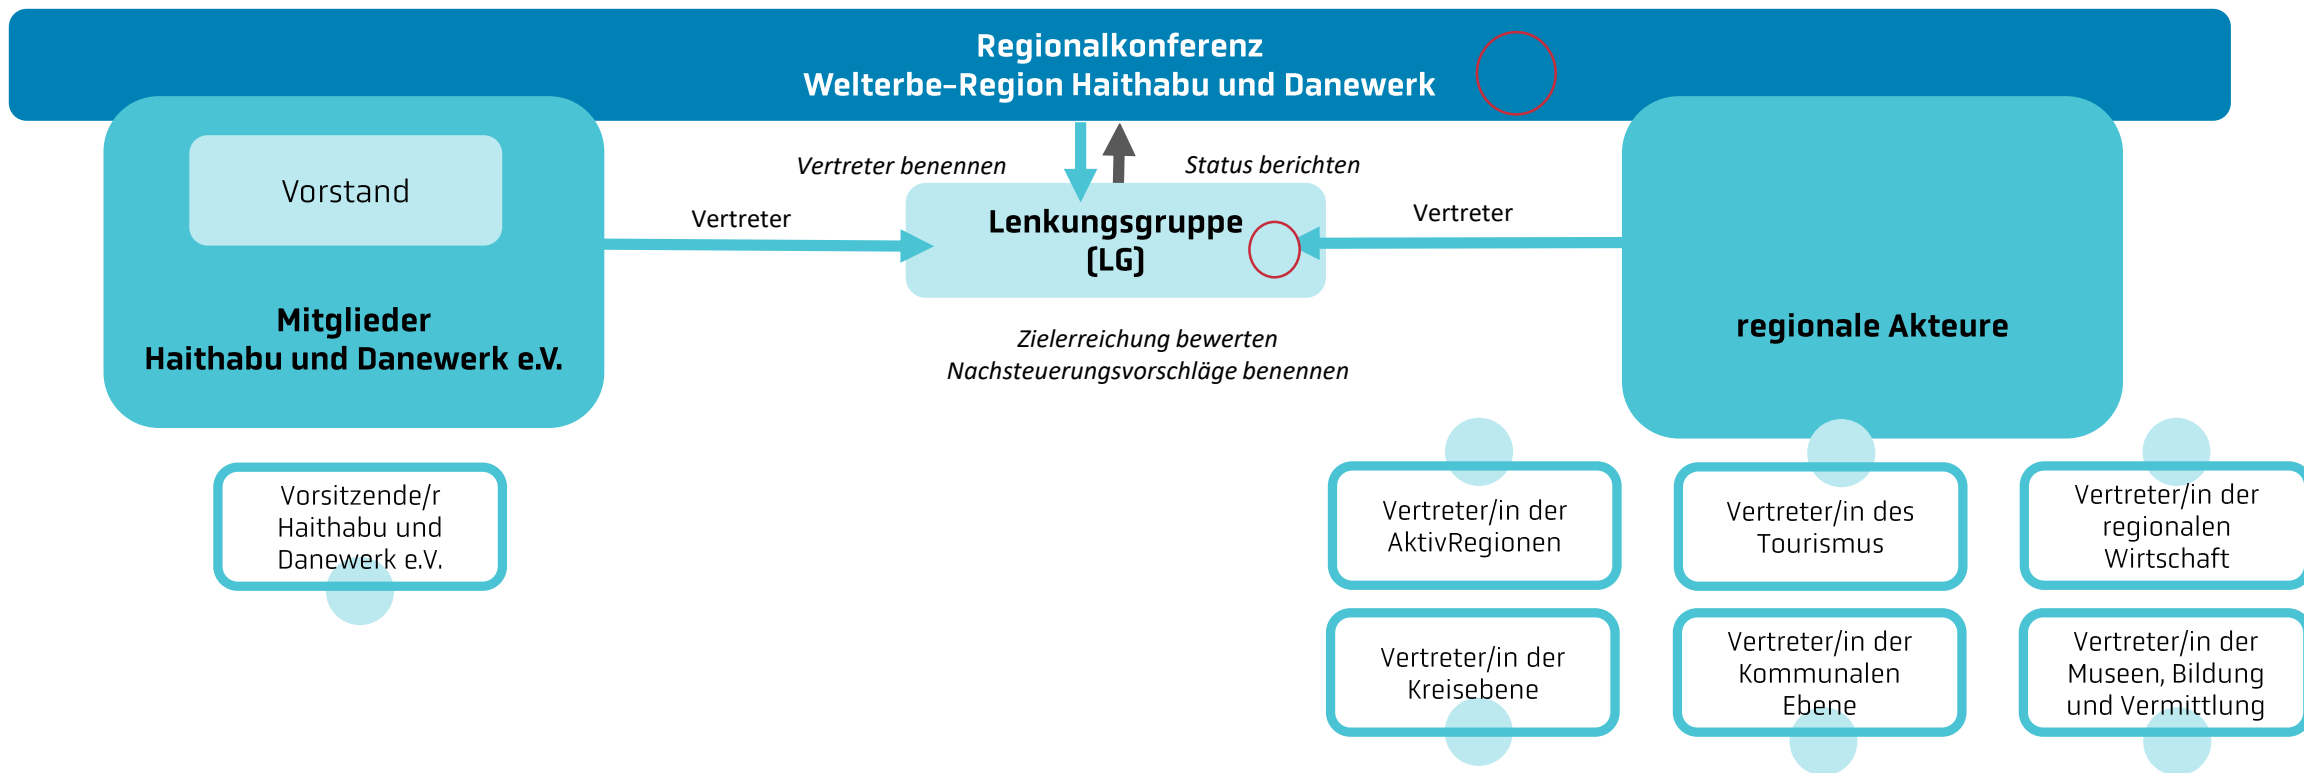 Regionalkonferenz
Welterbe-Region Haithabu und Danewerk
Vorstand
Mitglieder
Haithabu und Danewerk e.V.
Vertreter
Vertreter benennen
Status berichten
Lenkungsgruppe
(LG)
Zielerreichung bewerten
Nachsteuerungsvorschläge benennen
Vertreter
regionale Akteure
Vorsitzende/r
Haithabu und
Danewerk e.V.
Vertreter/in der
AktivRegionen
Vertreter/in des
Tourismus
Vertreter/in der
regionalen
Wirtschaft
Vertreter/in der
Kreisebene
Vertreter/in der
Kommunalen
Ebene
Vertreter/in der
Museen, Bildung
und Vermittlung